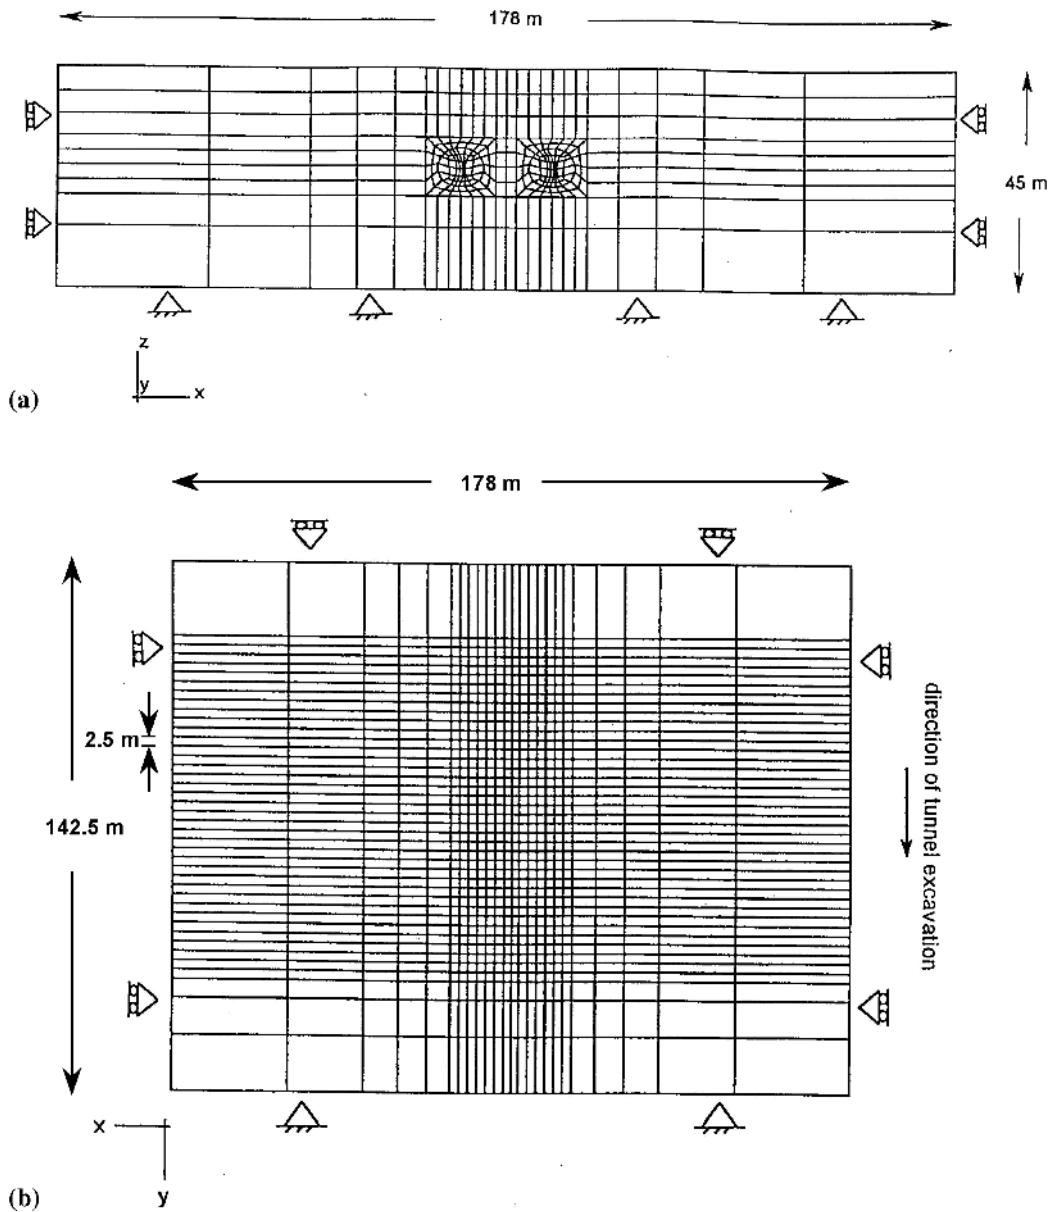 178 m
45 m
z
y
x
(a)
178 m
2.5 m
142.5 m
direction of tunnel excavation
x
y
(b)